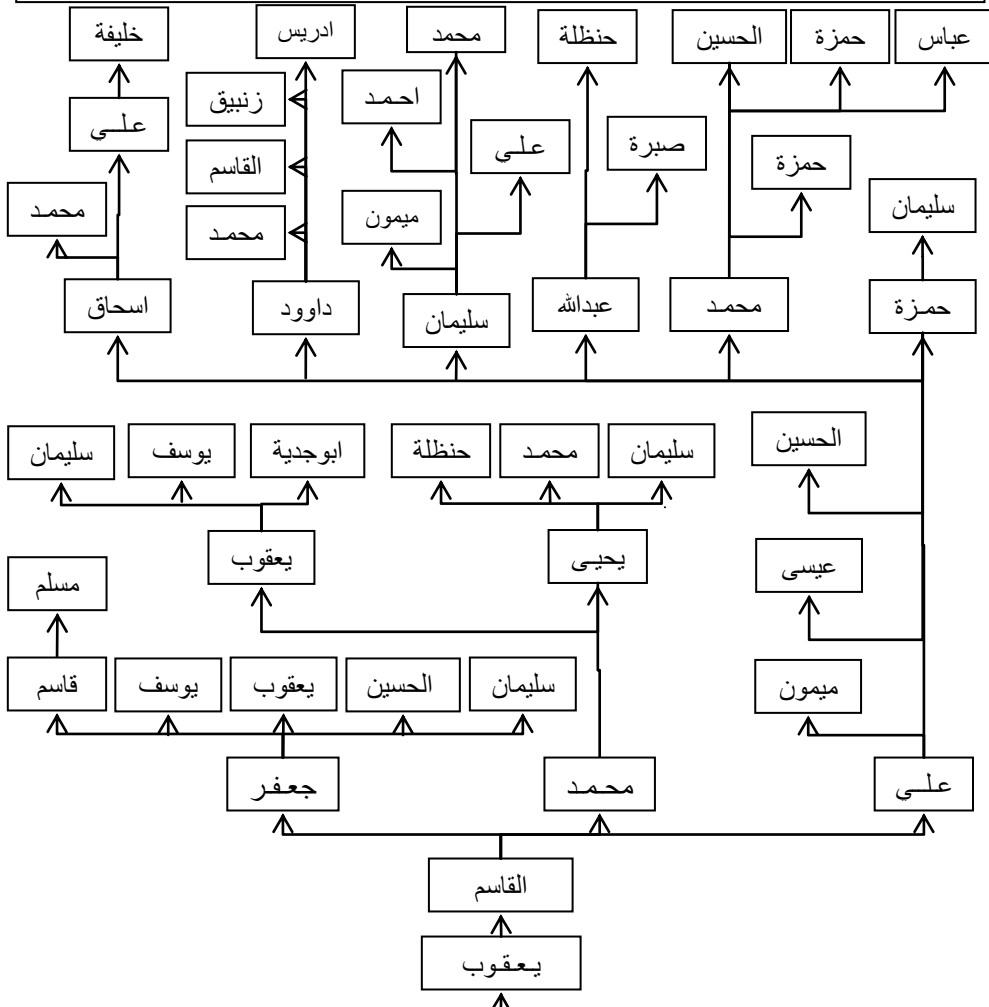 عباس
حمزة
الحسين
حنظلة
محمد
ادريس
خليفة
زنبيق
احمد
علي
صبرة
علي
حمزة
القاسم
سليمان
ميمون
محمد
محمد
حمزة
محمد
عبدالله
سليمان
داوود
اسحاق
الحسين
سليمان
محمد
حنظلة
ابوجدية
يوسف
سليمان
عيسى
يحيى
يعقوب
مسلم
ميمون
سليمان
الحسين
يعقوب
يوسف
قاسم
علي
محمد
جعفر
القاسم
يعقوب